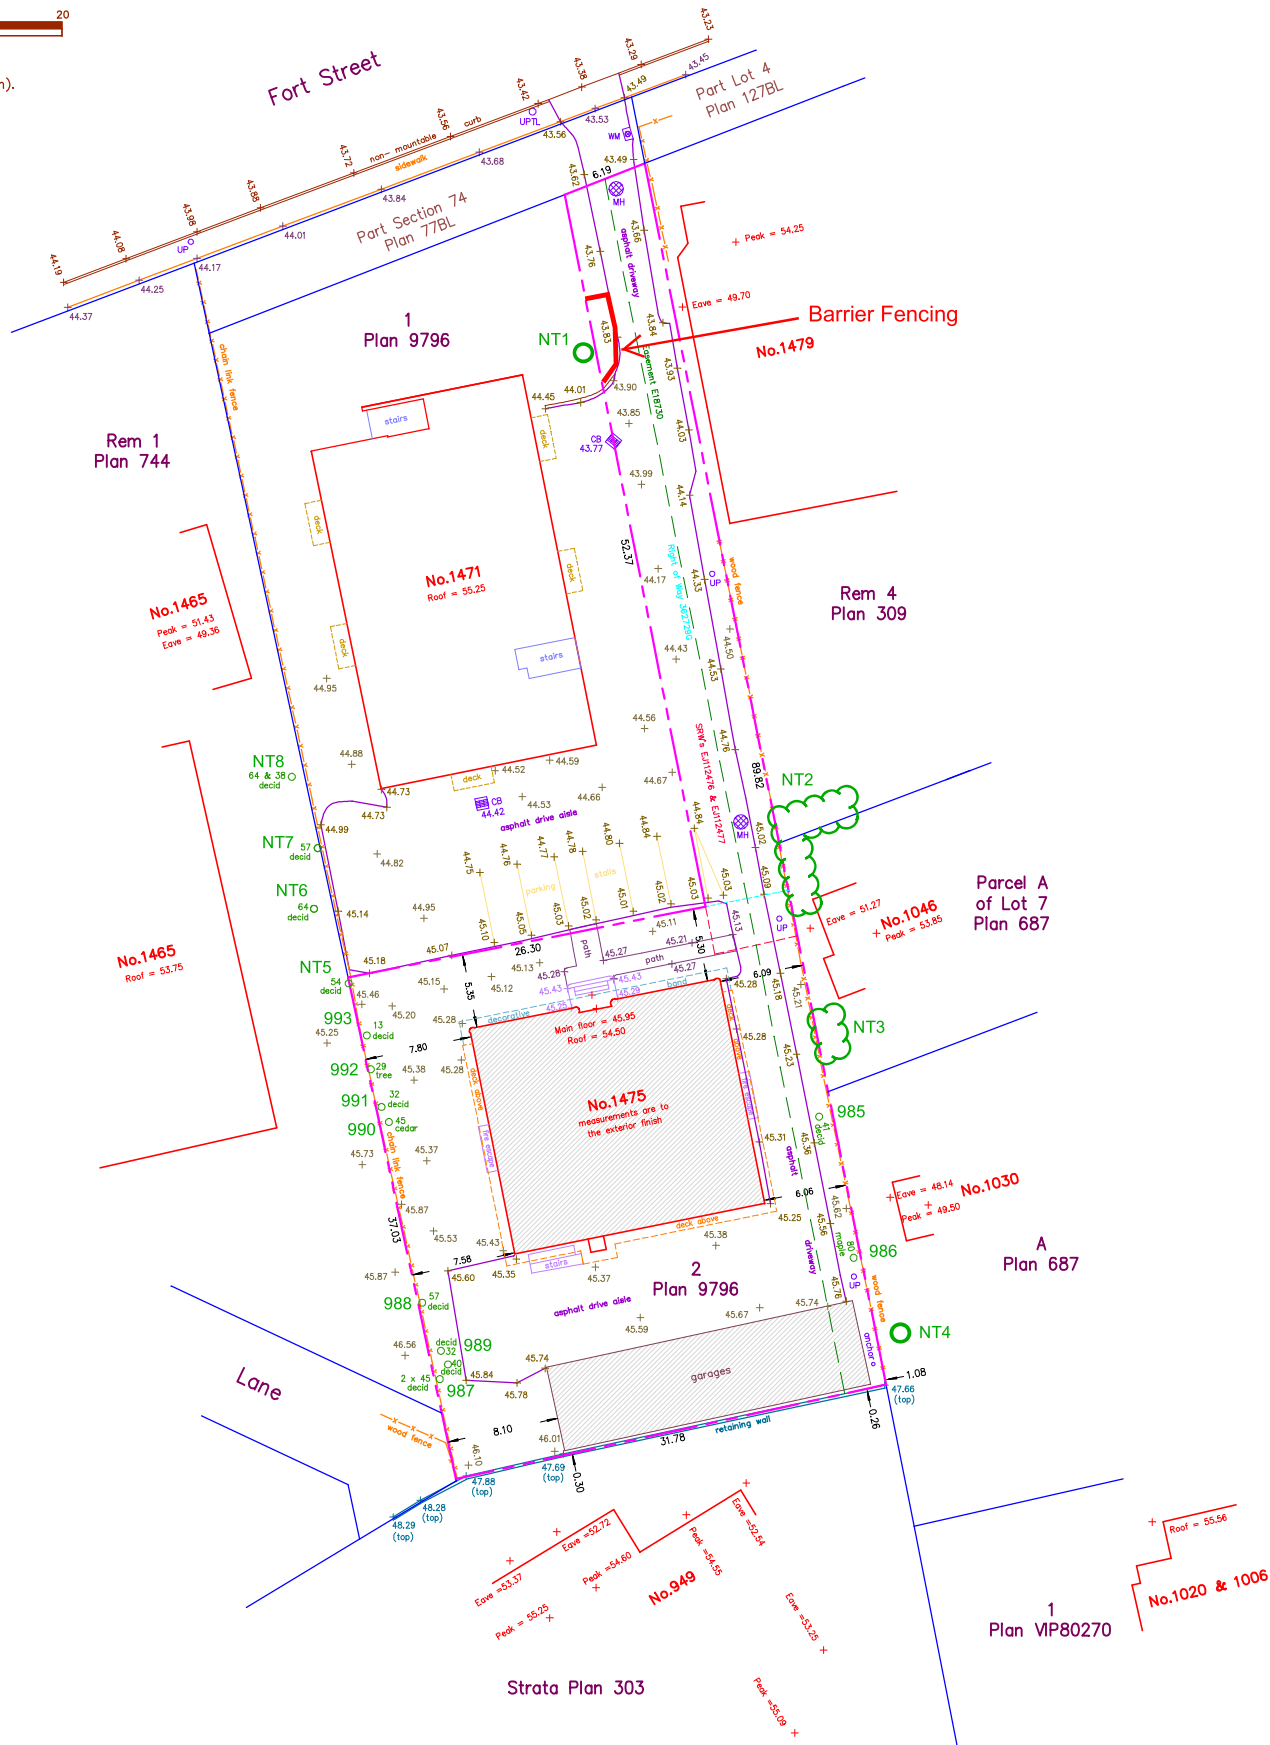 20
n).
Fort Street
44.19
44.08
43.98
43.88
43.72
43.56
43.42
43.38
43.29
43.23
non- mountable curb
sidewalk
UP
UPTL
WM
44.37
44.25
44.17
44.01
43.84
43.68
43.56
43.53
43.49
43.45
Part Lot 4
Plan 127BL
Part Section 74
Plan 77BL
43.49
43.62
6.19
MH
43.66
43.76
asphalt driveway
Peak = 54.25
Eave = 49.70
Barrier Fencing
No.1479
1
Plan 9796
NT1
43.83
43.84
Easement E18730
43.93
43.90
44.45
44.01
43.85
44.03
CB
43.77
43.99
44.14
chain link fence
stairs
deck
deck
deck
deck
Rem 1
Plan 744
No.1465
Peak = 51.43
Eave = 49.36
No.1471
Roof = 55.25
stairs
52.37
44.17
Right of Way 382729G
44.33
UP
wood fence
Rem 4
Plan 309
44.50
44.43
44.53
44.95
44.56
44.76
SRW's EJ112476 & EJ112477
89.82
NT8
64 & 38
decid
44.88
44.73
44.73
deck
44.52
44.59
44.67
44.66
44.53
CB
44.42
asphalt drive aisle
NT2
MH
45.02
NT7
57
decid
44.99
44.82
44.75
44.76
44.77
44.78
44.80
44.84
44.84
parking
stalls
NT6
64
decid
45.14
44.95
45.10
45.05
45.03
45.02
45.01
45.02
45.03
45.03
45.09
Parcel A
of Lot 7
Plan 687
Eave = 51.27
No.1046
Peak = 53.85
UP
No.1465
Roof = 53.75
NT5
54
decid
45.18
45.07
26.30
path
45.27
45.11
45.21
5.30
45.13
path
45.27
45.13
45.28
45.15
45.12
5.35
45.43
45.43
45.29
45.25
bond
45.28
6.09
45.18
45.21
45.46
45.20
45.28
decorative
993
13
decid
45.25
Main floor = 45.95
Roof = 54.50
45.28
deck above
NT3
992
29
tree
7.80
45.38
45.28
45.23
991
32
decid
990
45
cedar
deck above
fire escape
fire escape
No.1475
measurements are to
the exterior finish
985
41
decid
45.31
45.36
45.73
45.37
chain link fence
asphalt
Eave = 48.14
No.1030
Peak = 49.50
6.06
45.62
45.87
37.03
45.53
45.43
45.25
45.56
deck above
45.38
maple
80
986
driveway
UP
wood fence
A
Plan 687
7.58
45.35
stairs
45.37
2
Plan 9796
45.87
45.60
988
57
decid
asphalt drive aisle
45.59
45.67
45.74
45.76
anchor
NT4
46.56
decid
32
989
40
decid
2 x 45
decid
987
45.84
45.78
45.74
garages
1.08
47.66
(top)
0.26
Lane
wood fence
8.10
46.01
46.10
31.78
retaining wall
47.88
(top)
47.69
(top)
0.30
48.28
(top)
48.29
(top)
Eave =52.72
Eave =52.54
Peak =54.60
Peak =54.55
Eave =53.37
No.949
Peak = 55.25
Eave =53.25
Peak =55.09
Strata Plan 303
1
Plan VIP80270
Roof = 55.56
No.1020 & 1006